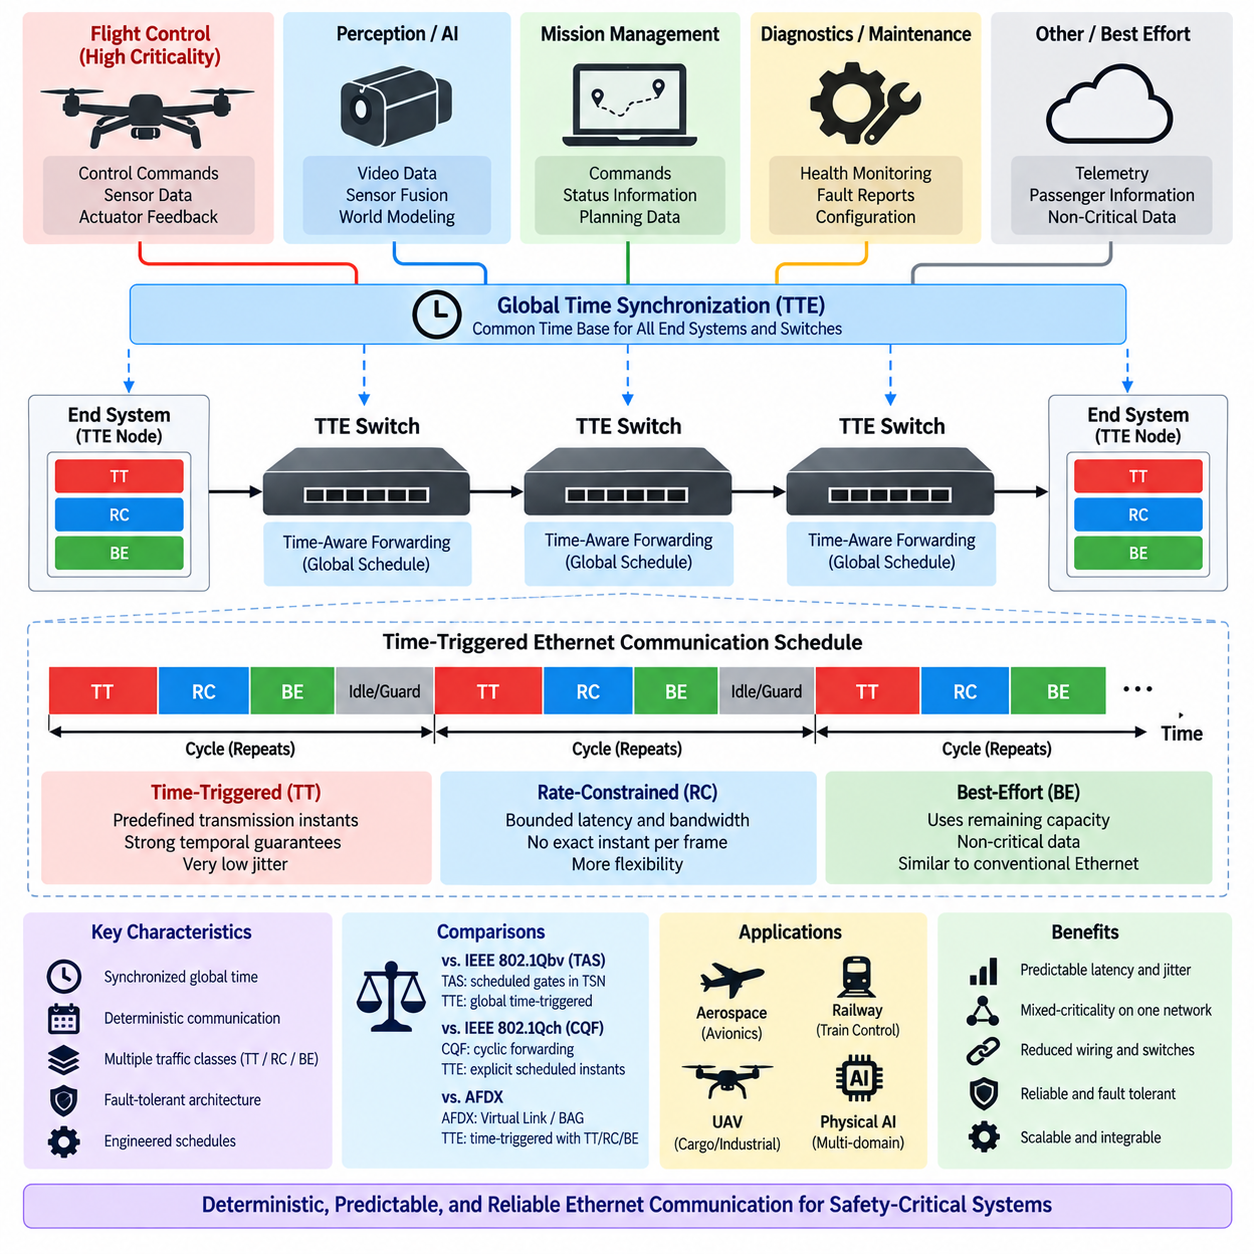 Flight Control
(High Criticality)
Control Commands
Sensor Data
Actuator Feedback
Perception / AI
Video Data
Sensor Fusion
World Modeling
Mission Management
Commands
Status Information
Planning Data
Diagnostics / Maintenance
Health Monitoring
Fault Reports
Configuration
Other / Best Effort
Telemetry
Passenger Information
Non-Critical Data
Global Time Synchronization (TTE)
Common Time Base for All End Systems and Switches
End System
(TTE Node)
TT
RC
BE
TTE Switch
Time-Aware Forwarding
(Global Schedule)
TTE Switch
Time-Aware Forwarding
(Global Schedule)
TTE Switch
Time-Aware Forwarding
(Global Schedule)
End System
(TTE Node)
TT
RC
BE
Time-Triggered Ethernet Communication Schedule
TT RC BE Idle/Guard TT RC BE Idle/Guard TT RC BE ...
Cycle (Repeats) Cycle (Repeats) Cycle (Repeats) Time
Time-Triggered (TT)
Predefined transmission instants
Strong temporal guarantees
Very low jitter
Rate-Constrained (RC)
Bounded latency and bandwidth
No exact instant per frame
More flexibility
Best-Effort (BE)
Uses remaining capacity
Non-critical data
Similar to conventional Ethernet
Key Characteristics
Synchronized global time
Deterministic communication
Multiple traffic classes (TT / RC / BE)
Fault-tolerant architecture
Engineered schedules
Comparisons
vs. IEEE 802.1Qbv (TAS)
TAS: scheduled gates in TSN
TTE: global time-triggered
vs. IEEE 802.1Qch (CQF)
CQF: cyclic forwarding
TTE: explicit scheduled instants
vs. AFDX
AFDX: Virtual Link / BAG
TTE: time-triggered with TT/RC/BE
Applications
Aerospace
(Avionics)
Railway
(Train Control)
UAV
(Cargo/Industrial)
AI
Physical AI
(Multi-domain)
Benefits
Predictable latency and jitter
Mixed-criticality on one network
Reduced wiring and switches
Reliable and fault tolerant
Scalable and integrable
Deterministic, Predictable, and Reliable Ethernet Communication for Safety-Critical Systems